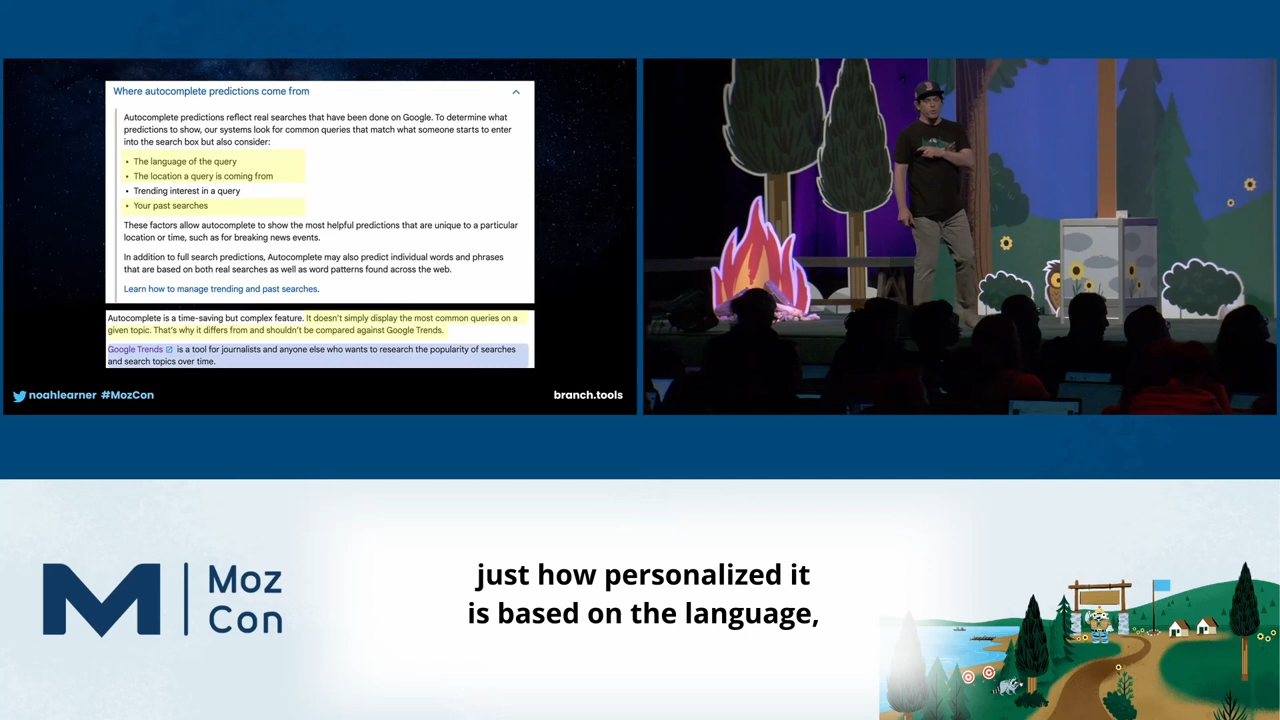 Where autocomplete predictions come from
Autocomplete predictions reflect real searches that have been done on Google. To determine what
predictions to show, our systems look for common queries that match what someone starts to enter
into the search box but also consider:
• The language of the query
• The location a query is coming from
• Trending interest in a query
• Your past searches
These factors allow autocomplete to show the most helpful predictions that are unique to a particular
location or time, such as for breaking news events.
In addition to full search predictions, Autocomplete may also predict individual words and phrases
that are based on both real searches as well as word patterns found across the web.
Learn how to manage trending and past searches.
Autocomplete is a time-saving but complex feature. It doesn't simply display the most common queries on a
given topic. That's why it differs from and shouldn't be compared against Google Trends.
Google Trends is a tool for journalists and anyone else who wants to research the popularity of searches
and search topics over time.
noahlearner #MozCon
branch.tools
M
Moz
Con
just how personalized it
is based on the language,